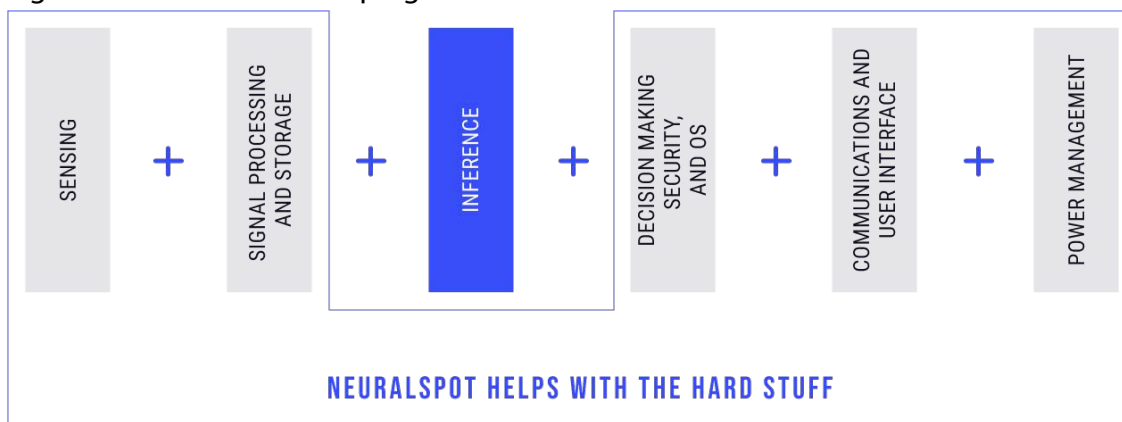 SENSING
+
SIGNAL PROCESSING
AND STORAGE
+
INFERENCE
+
DECISION MAKING
SECURITY,
AND OS
+
COMMUNICATIONS AND
USER INTERFACE
+
POWER MANAGEMENT
NEURALSPOT HELPS WITH THE HARD STUFF